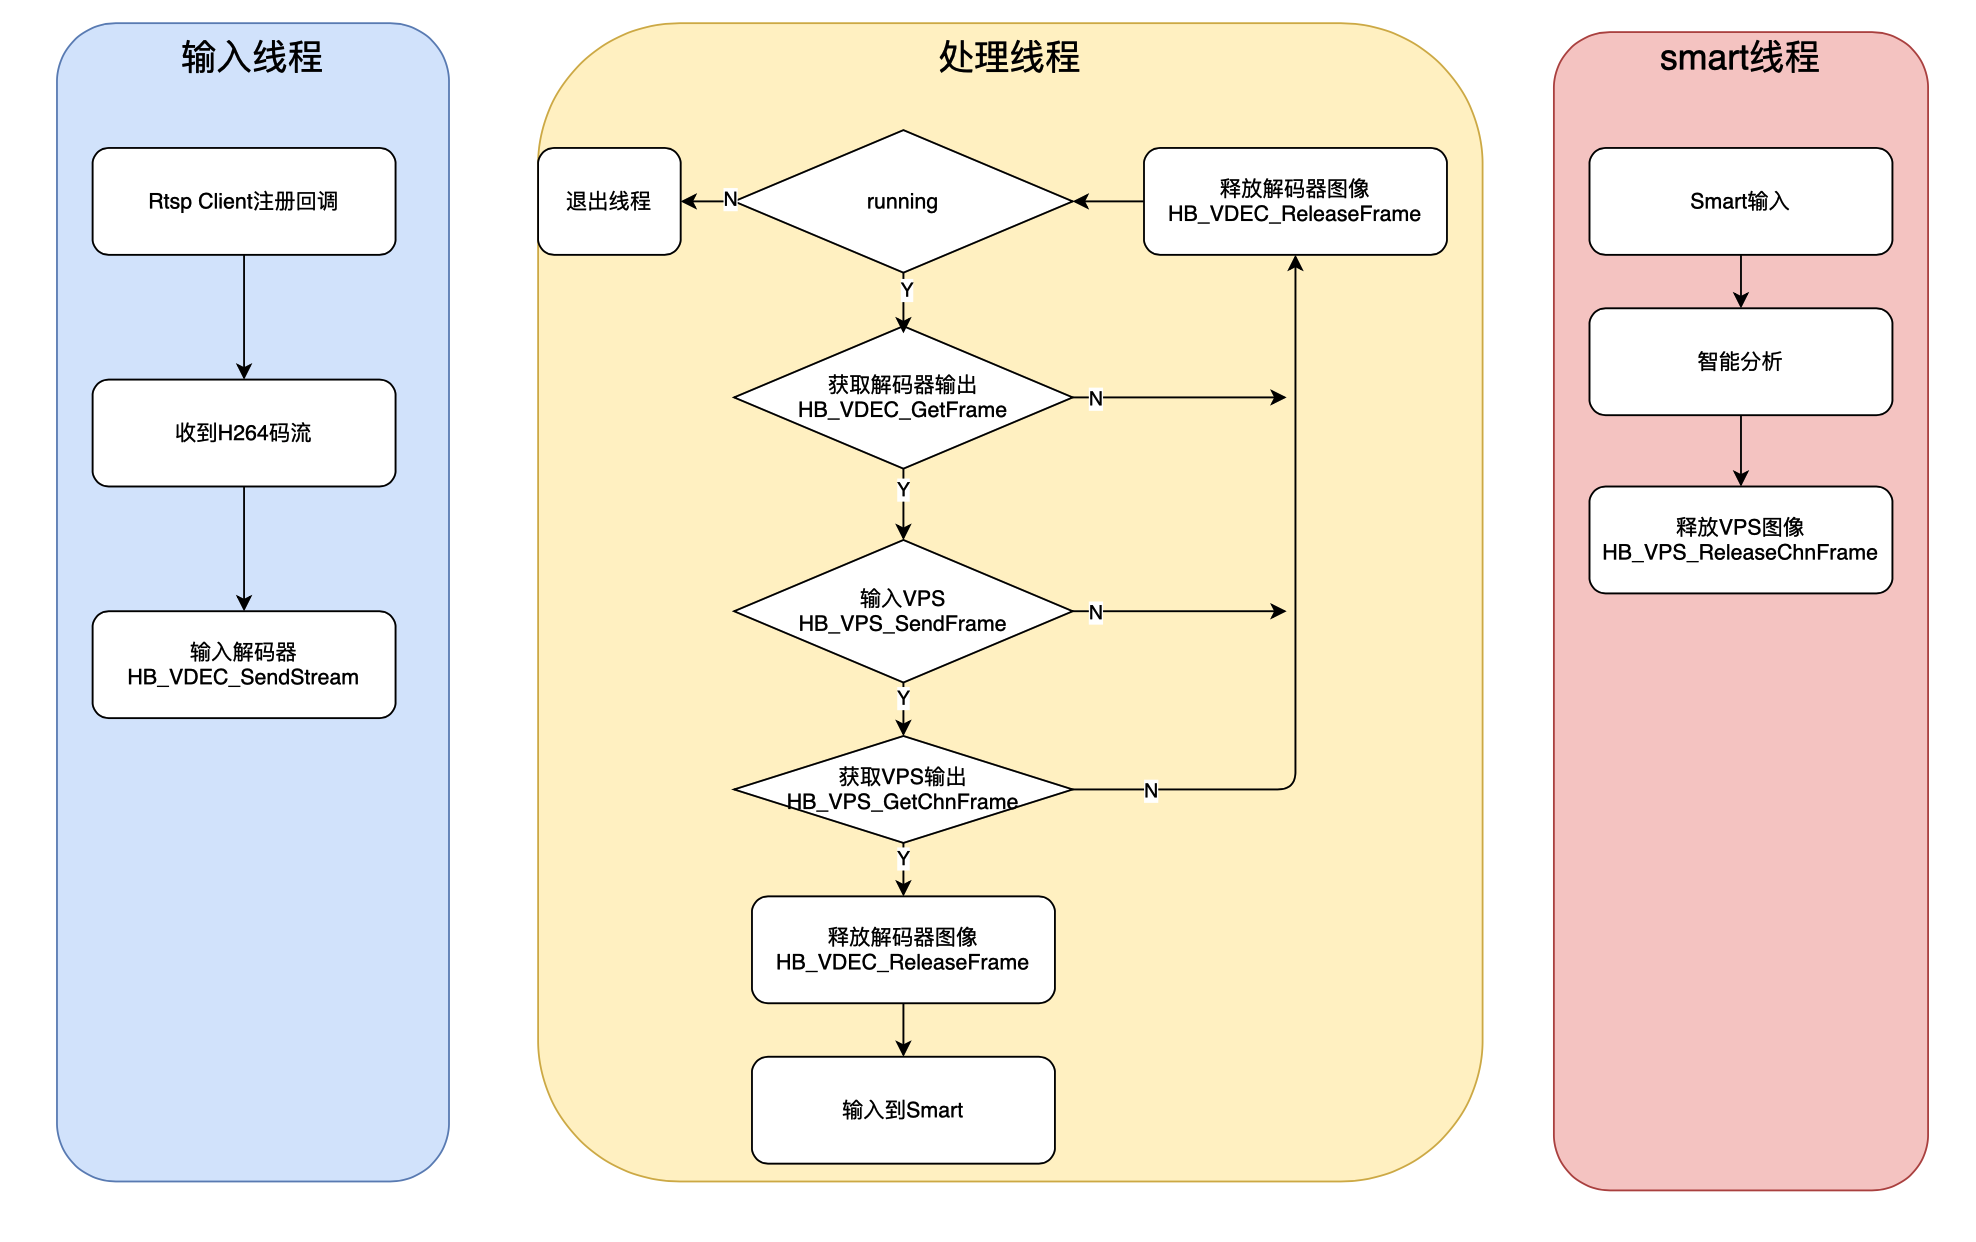 输入线程
Rtsp Client注册回调
收到H264码流
输入解码器
HB_VDEC_SendStream
处理线程
退出线程
N
running
释放解码器图像
HB_VDEC_ReleaseFrame
Y
获取解码器输出
HB_VDEC_GetFrame
N
Y
输入VPS
HB_VPS_SendFrame
N
Y
获取VPS输出
HB_VPS_GetChnFrame
N
Y
释放解码器图像
HB_VDEC_ReleaseFrame
输入到Smart
smart线程
Smart输入
智能分析
释放VPS图像
HB_VPS_ReleaseChnFrame